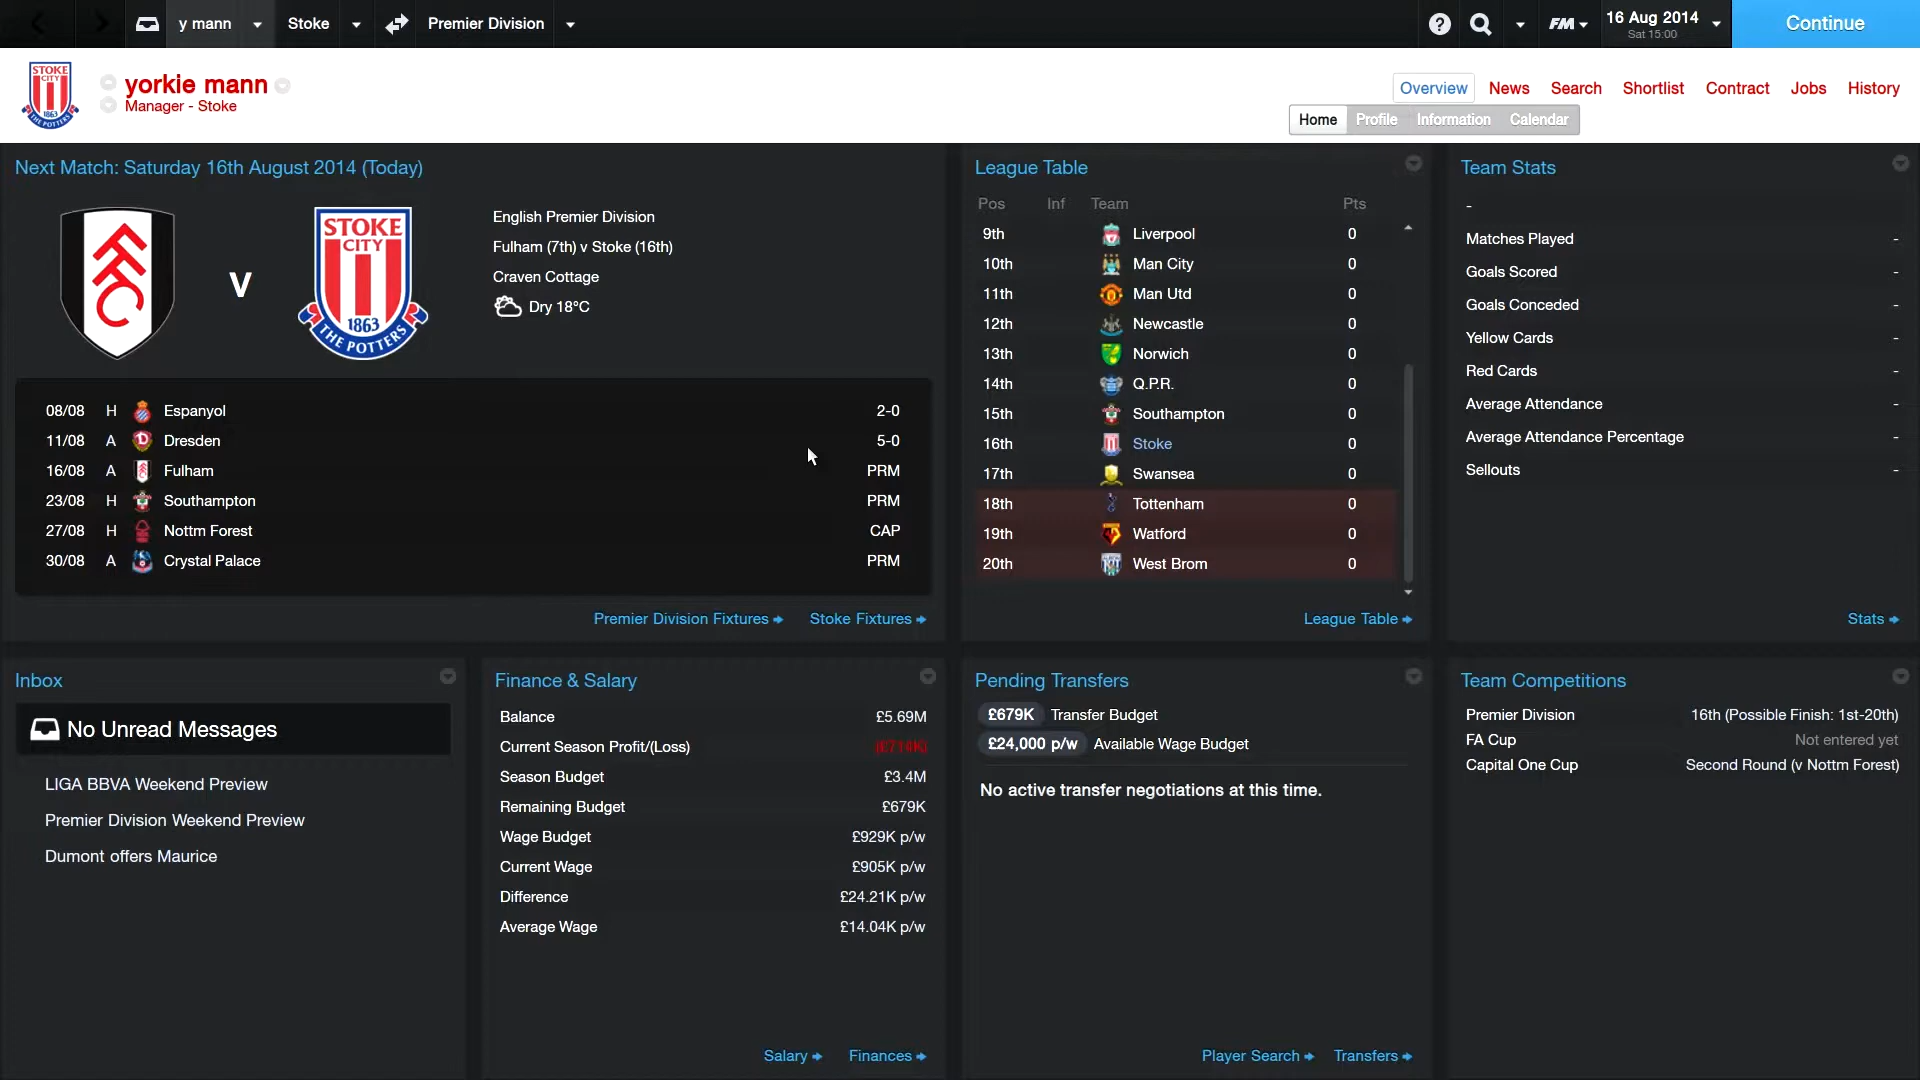 y mann
Stoke
Premier Division
FM
16 Aug 2014
Sat 15:00
Continue
yorkie mann
Manager - Stoke
Overview News Search Shortlist Contract Jobs History
Home Profile Information Calendar
Next Match: Saturday 16th August 2014 (Today)
FFC
V
STOKE
CITY
1863
THE POTTERS
English Premier Division
Fulham (7th) v Stoke (16th)
Craven Cottage
Dry 18°C
08/08 H Espanyol 2-0
11/08 A Dresden 5-0
16/08 A Fulham PRM
23/08 H Southampton PRM
27/08 H Nottm Forest CAP
30/08 A Crystal Palace PRM
Premier Division Fixtures
Stoke Fixtures
League Table
Pos Inf Team Pts
9th Liverpool 0
10th Man City 0
11th Man Utd 0
12th Newcastle 0
13th Norwich 0
14th Q.P.R. 0
15th Southampton 0
16th Stoke 0
17th Swansea 0
18th Tottenham 0
19th Watford 0
20th West Brom 0
League Table
Team Stats
-
Matches Played -
Goals Scored -
Goals Conceded -
Yellow Cards -
Red Cards -
Average Attendance -
Average Attendance Percentage -
Sellouts -
Stats
Inbox
No Unread Messages
LIGA BBVA Weekend Preview
Premier Division Weekend Preview
Dumont offers Maurice
Finance & Salary
Balance £5.69M
Current Season Profit/(Loss)
Season Budget £3.4M
Remaining Budget £679K
Wage Budget £929K p/w
Current Wage £905K p/w
Difference £24.21K p/w
Average Wage £14.04K p/w
Salary
Finances
Pending Transfers
£679K Transfer Budget
£24,000 p/w Available Wage Budget
No active transfer negotiations at this time.
Player Search
Transfers
Team Competitions
Premier Division 16th (Possible Finish: 1st-20th)
FA Cup Not entered yet
Capital One Cup Second Round (v Nottm Forest)